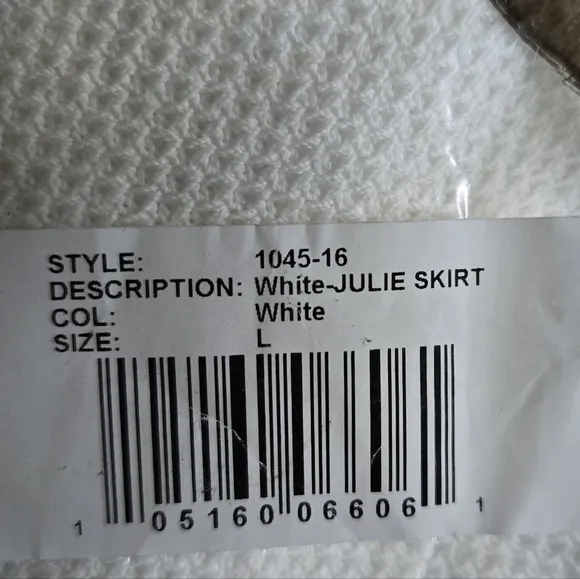 STYLE: 1045-16
DESCRIPTION: White-JULIE SKIRT
COL: White
SIZE: L
1 05160 06606 1